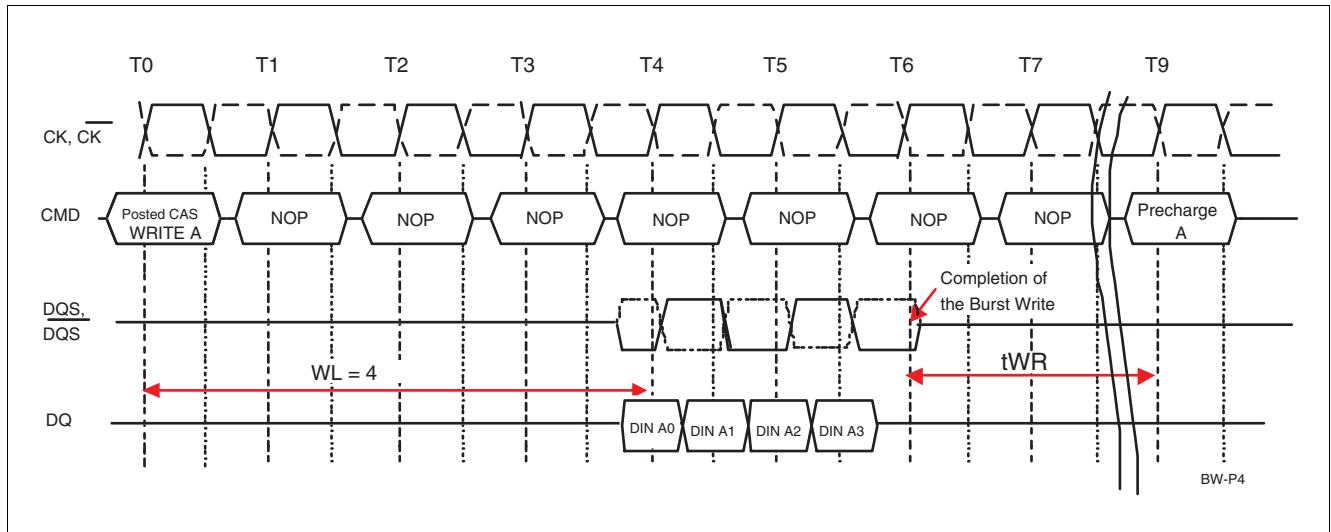 T0 T1 T2 T3 T4 T5 T6 T7 T9
CK, CK
CMD
Posted CAS
WRITE A
NOP NOP NOP NOP NOP NOP NOP
Precharge
A
Completion of
the Burst Write
DQS,
DQS
WL = 4
tWR
DQ
DIN A0 DIN A1 DIN A2 DIN A3
BW-P4